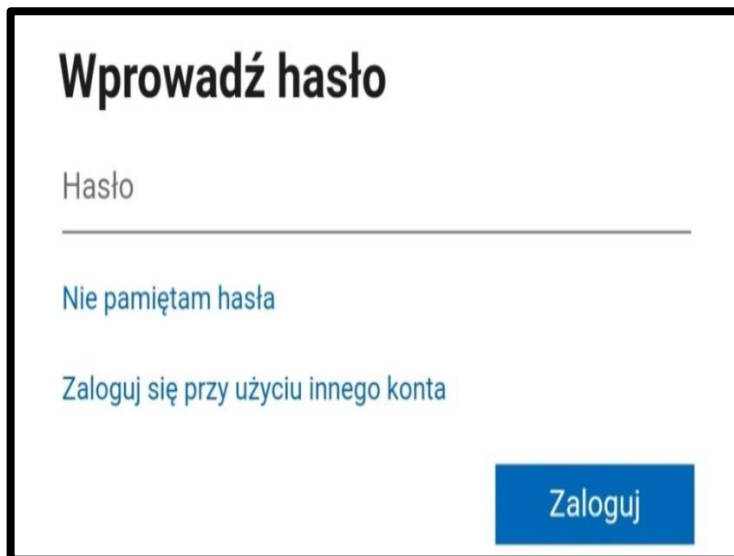 Wprowadź hasło
Hasło
Nie pamiętam hasła
Zaloguj się przy użyciu innego konta
Zaloguj